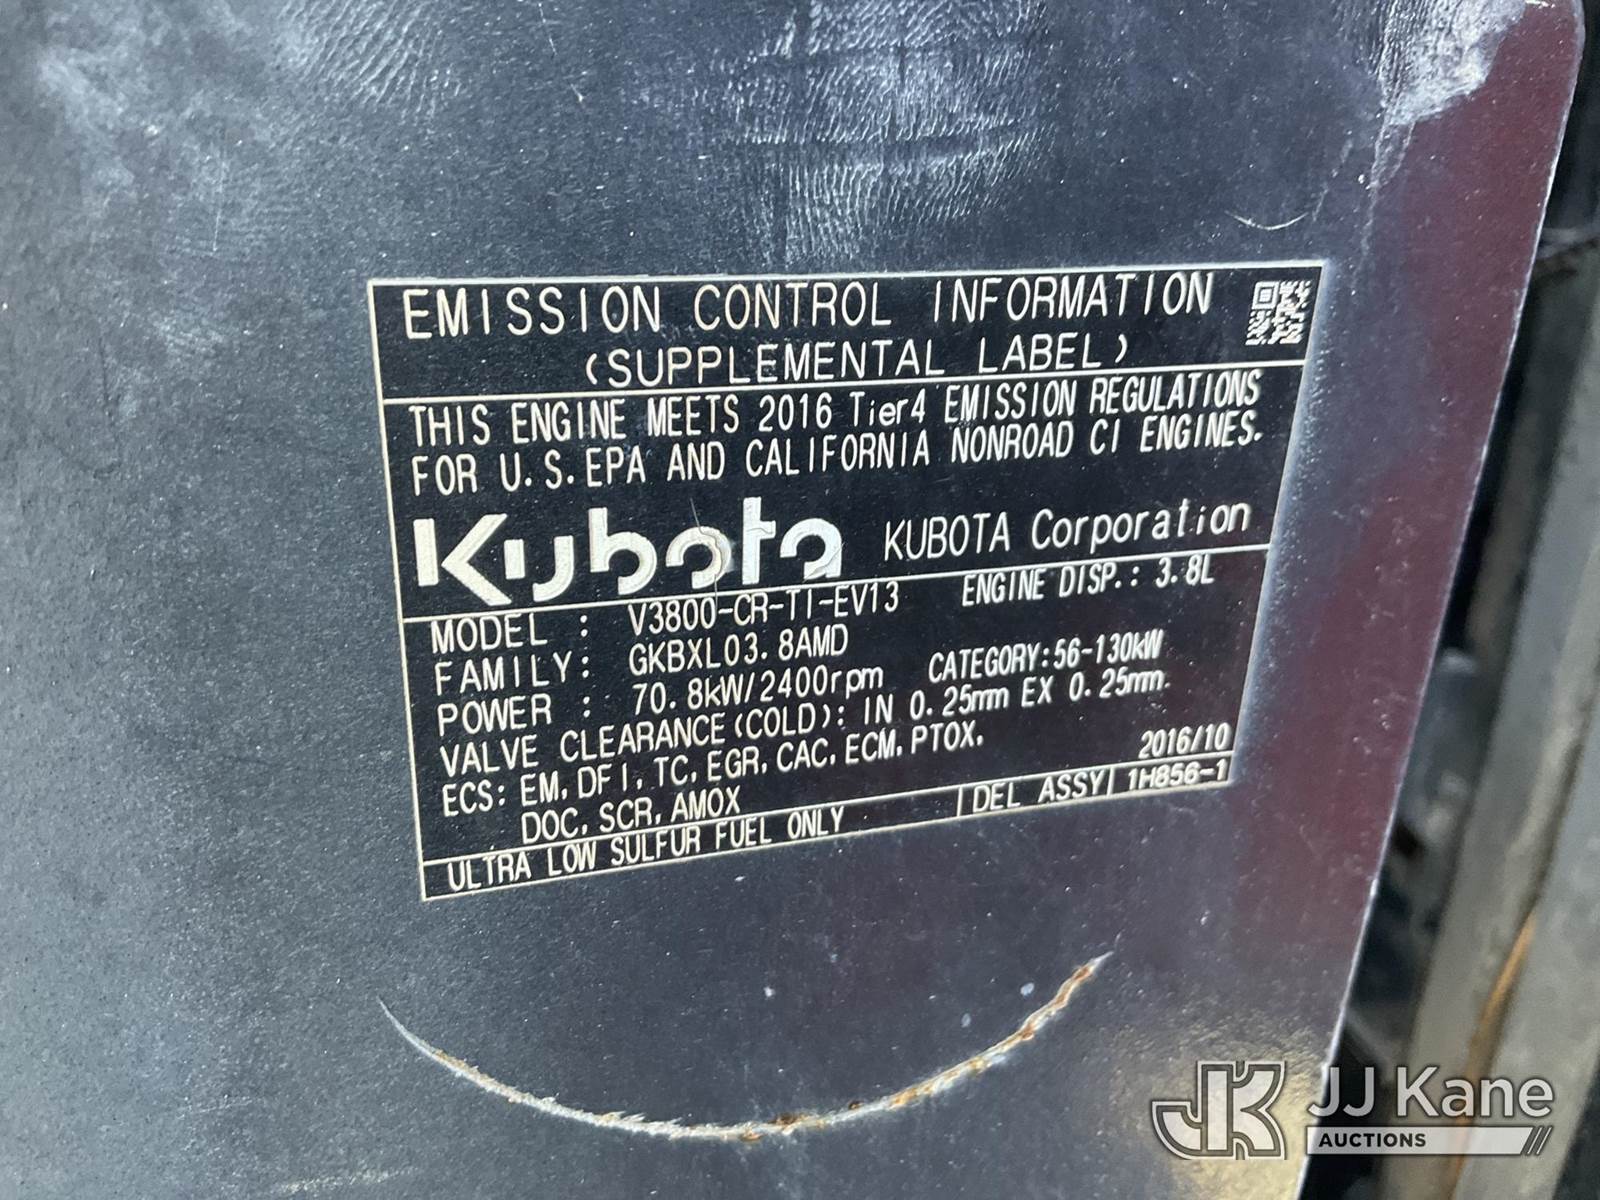 EMISSION CONTROL INFORMATION
(SUPPLEMENTAL LABEL)
THIS ENGINE MEETS 2016 Tier4 EMISSION REGULATIONS
FOR U.S.EPA AND CALIFORNIA NONROAD CI ENGINES.
Kubota KUBOTA Corporation
MODEL : V3800-CR-TI-EV13 ENGINE DISP.: 3.8L
FAMILY: GKBXL03.8AMD
POWER : 70.8kW/2400rpm CATEGORY:56-130kW
VALVE CLEARANCE(COLD): IN 0.25mm EX 0.25mm.
ECS: EM, DFI, TC, EGR, CAC, ECM, PTOX,
DOC, SCR, AMOX 2016/10
ULTRA LOW SULFUR FUEL ONLY DEL ASSY 1H856-1
JK JJ Kane
AUCTIONS